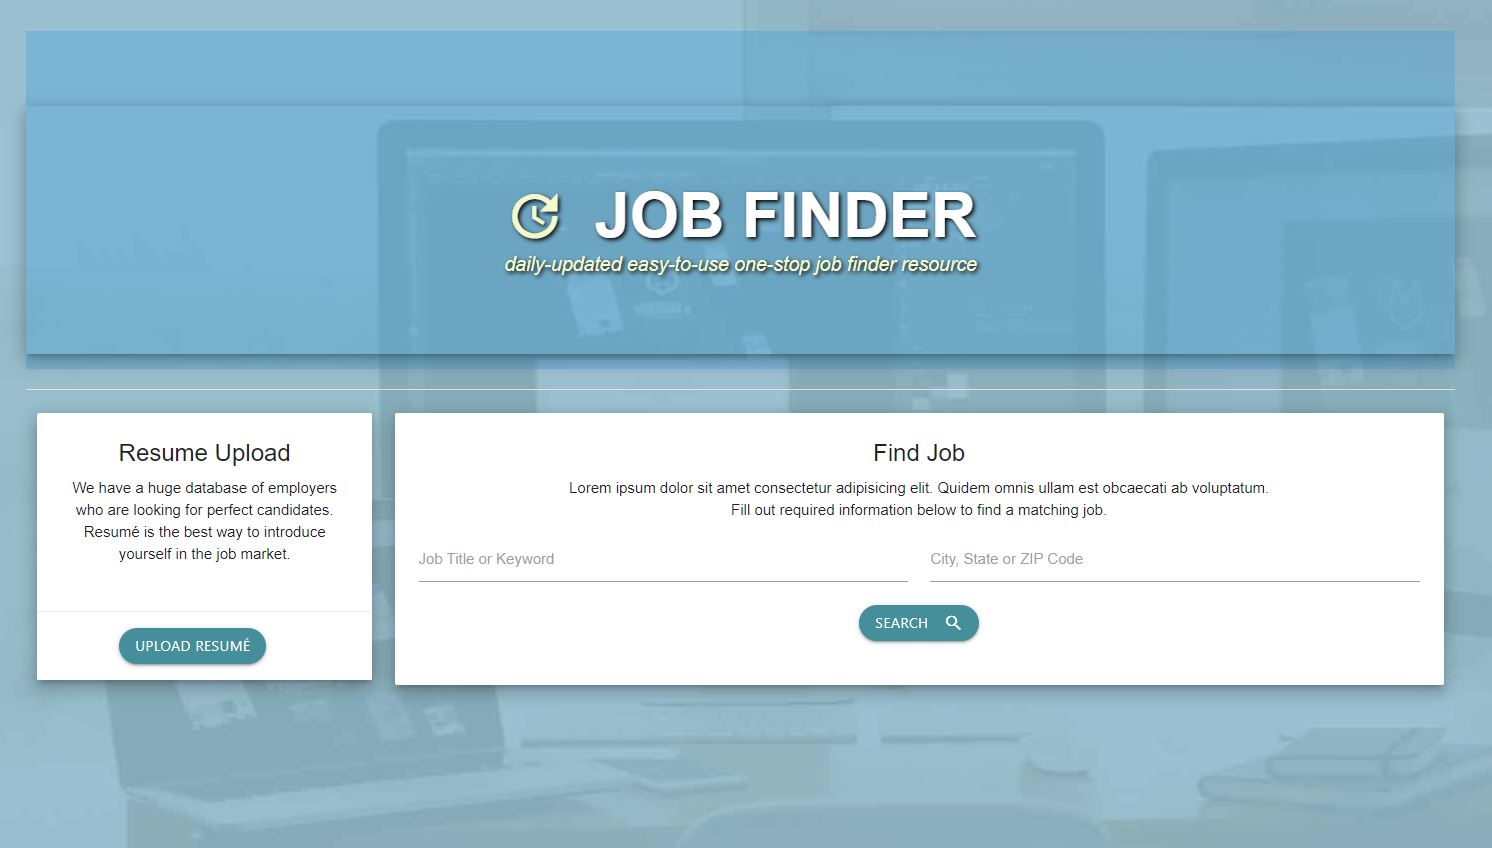 JOB FINDER
daily-updated easy-to-use one-stop job finder resource
Resume Upload
We have a huge database of employers
who are looking for perfect candidates.
Resumé is the best way to introduce
yourself in the job market.
UPLOAD RESUMÉ
Find Job
Lorem ipsum dolor sit amet consectetur adipisicing elit. Quidem omnis ullam est obcaecati ab voluptatum.
Fill out required information below to find a matching job.
Job Title or Keyword
City, State or ZIP Code
SEARCH